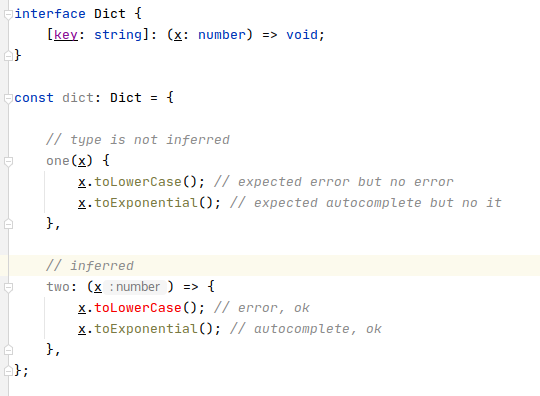 interface Dict {
    [key: string]: (x: number) => void;
}
const dict: Dict = {
    // type is not inferred
    one(x) {
        x.toLowerCase(); // expected error but no error
        x.toExponential(); // expected autocomplete but no it
    },
    // inferred
    two: (x : number ) => {
        x.toLowerCase(); // error, ok
        x.toExponential(); // autocomplete, ok
    },
};